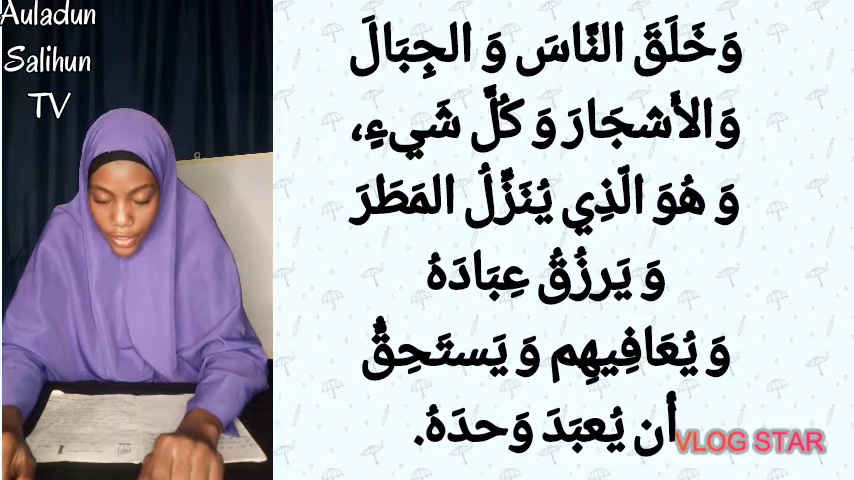 Auladun
Salihun
TV
وَخَلَقَ النَّاسَ وَ الجِبَالَ
وَالأَشجَارَ وَ كُلَّ شَيءٍ،
وَ هُوَ الّذِي يُنَزِّلُ المَطَرَ
وَ يَرزُقُ عِبَادَهُ
وَ يُعَافِيهِم وَ يَستَحِقُّ
أَن يُعبَدَ وَحدَهُ.
VLOG STAR